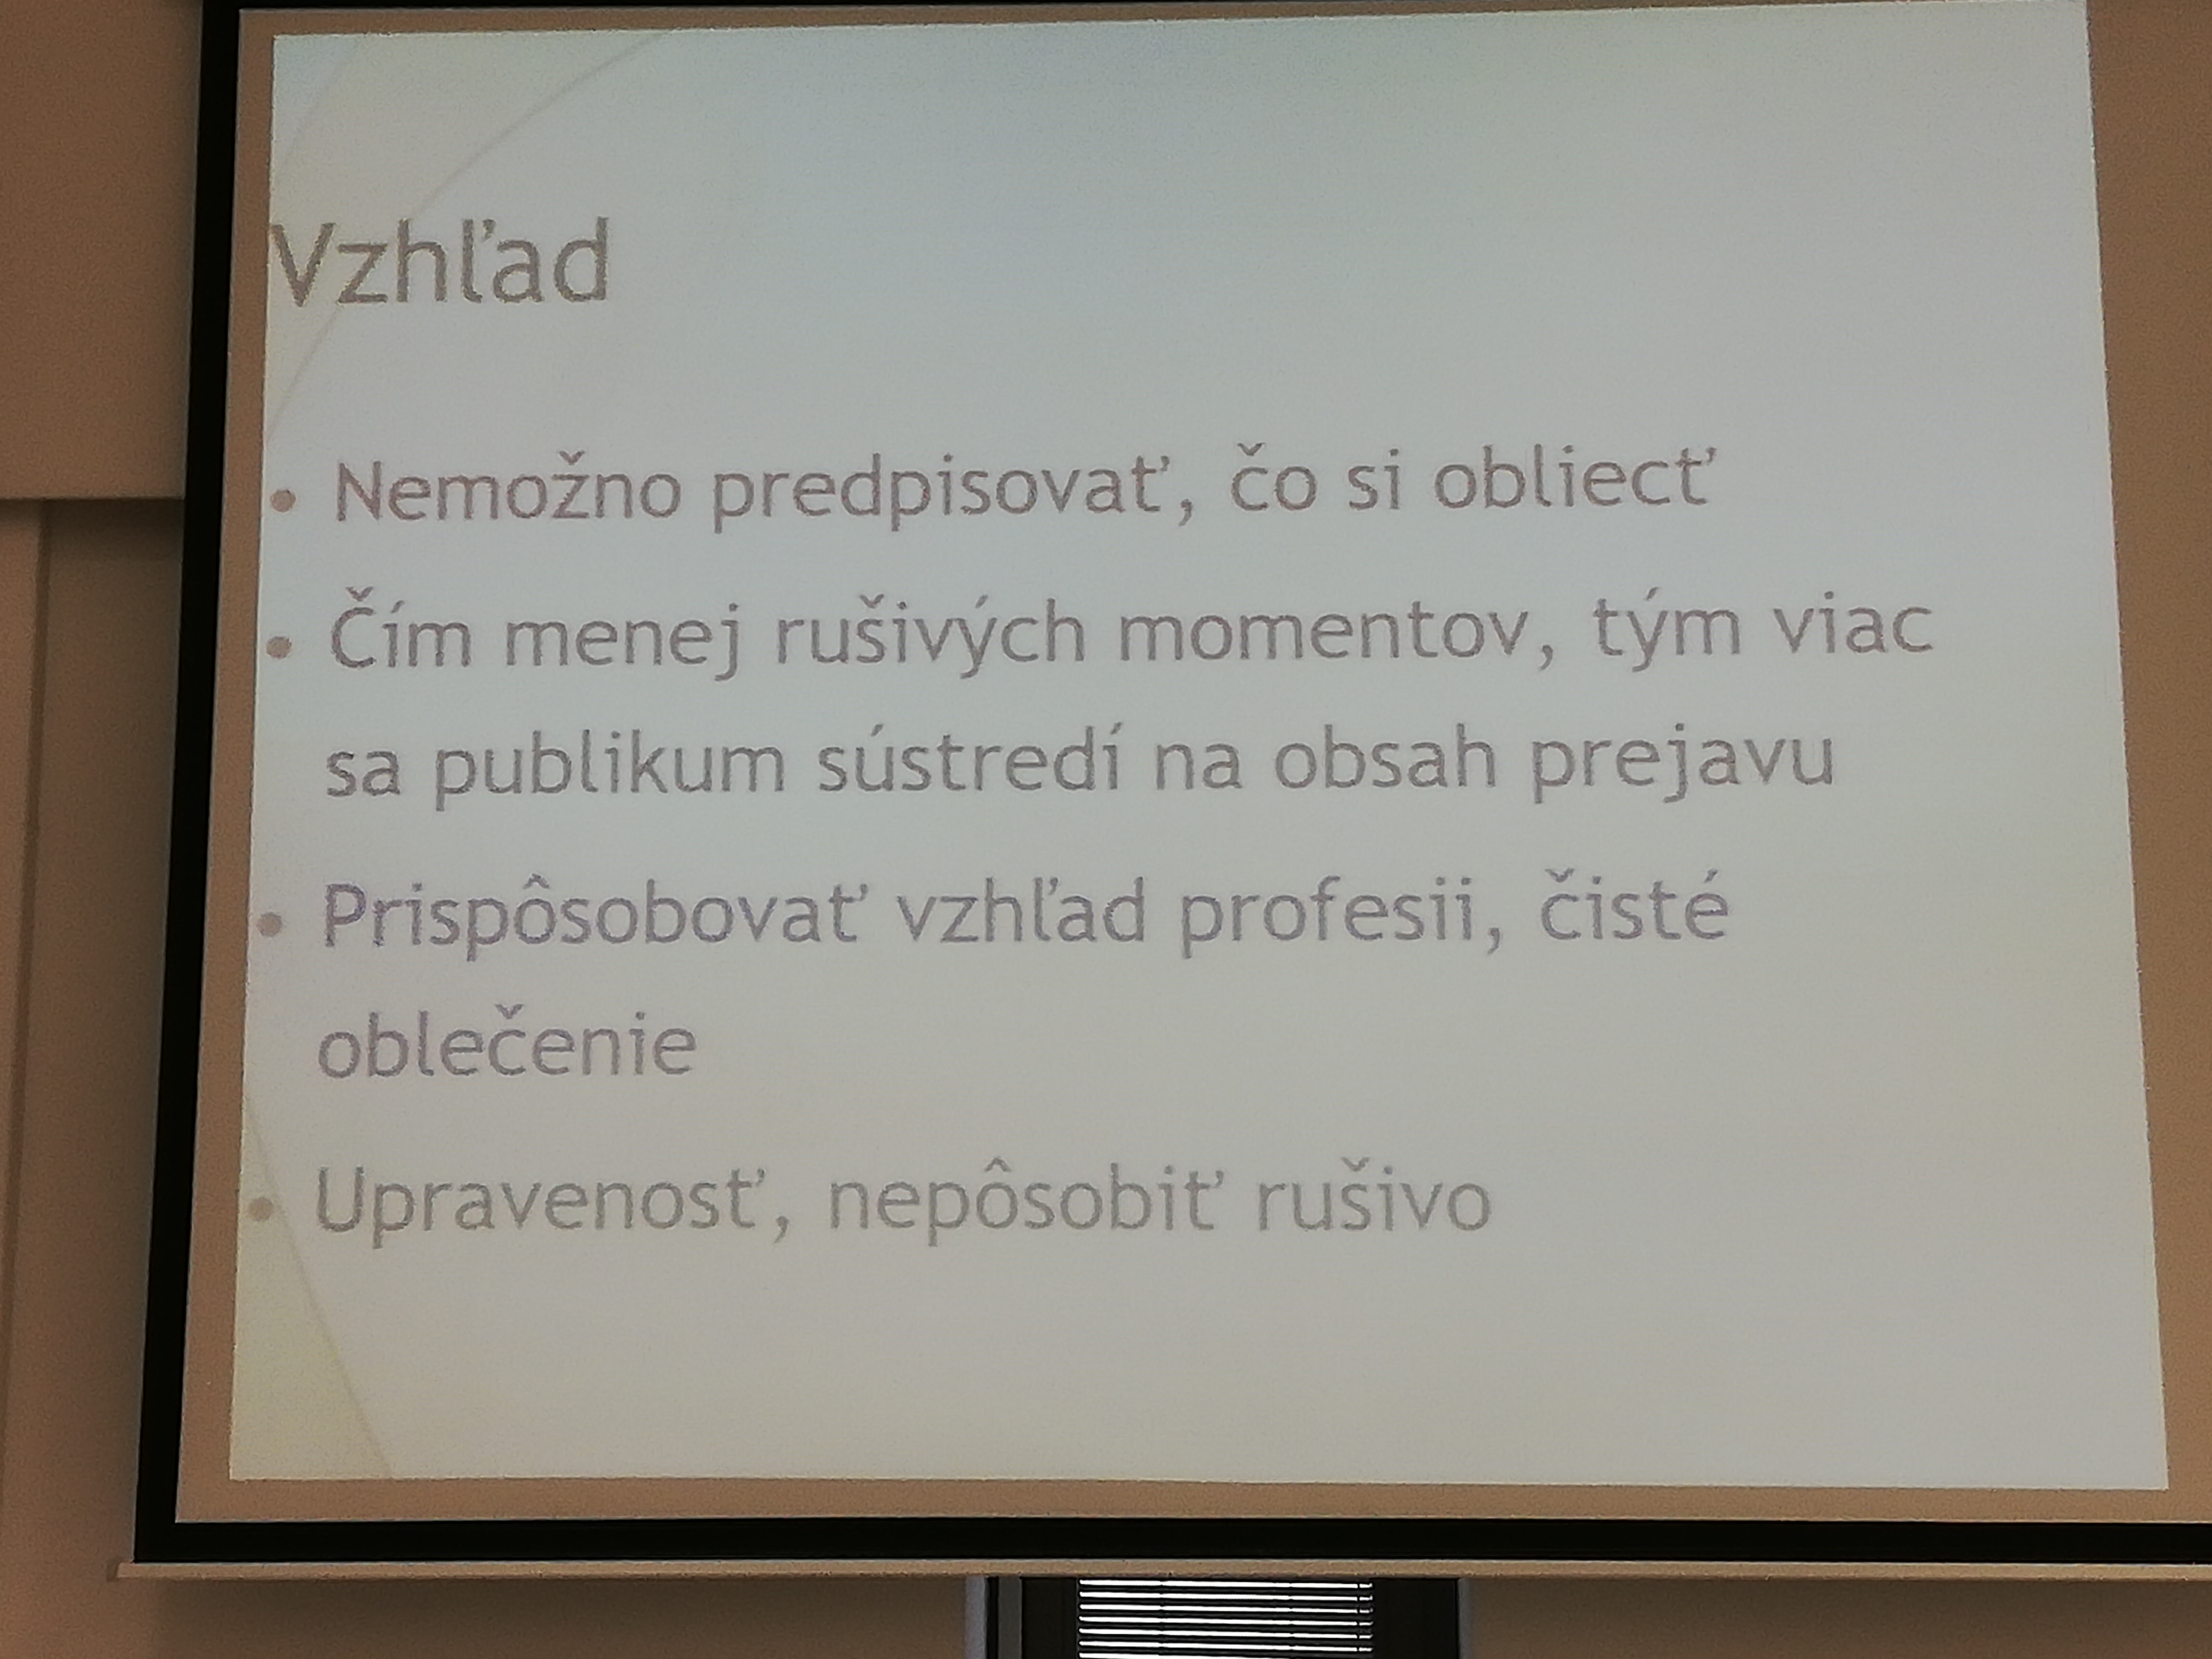 Vzhľad
• Nemožno predpisovať, čo si obliecť
• Čím menej rušivých momentov, tým viac
sa publikum sústredí na obsah prejavu
• Prispôsobovať vzhľad profesii, čisté
oblečenie
• Upravenosť, nepôsobiť rušivo